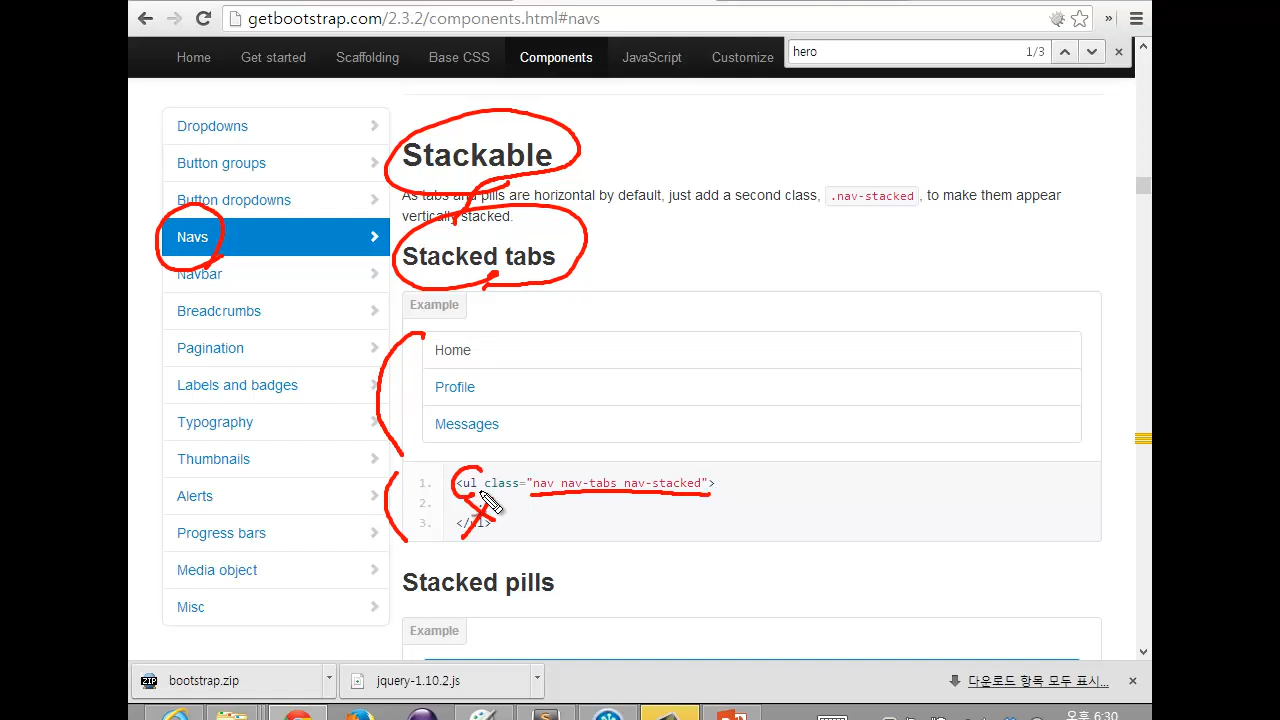 getbootstrap.com/2.3.2/components.html#navs
»
Home Get started Scaffolding Base CSS Components JavaScript Customize
hero 1/3
Dropdowns
Button groups
Button dropdowns
Navs
Navbar
Breadcrumbs
Pagination
Labels and badges
Typography
Thumbnails
Alerts
Progress bars
Media object
Misc
Stackable
As tabs and pills are horizontal by default, just add a second class, .nav-stacked, to make them appear
vertically stacked.
Stacked tabs
Example
Home
Profile
Messages
1. <ul class="nav nav-tabs nav-stacked">
2.
3. </ul>
Stacked pills
Example
bootstrap.zip
jquery-1.10.2.js
다운로드 항목 모두 표시...
오후 6:30